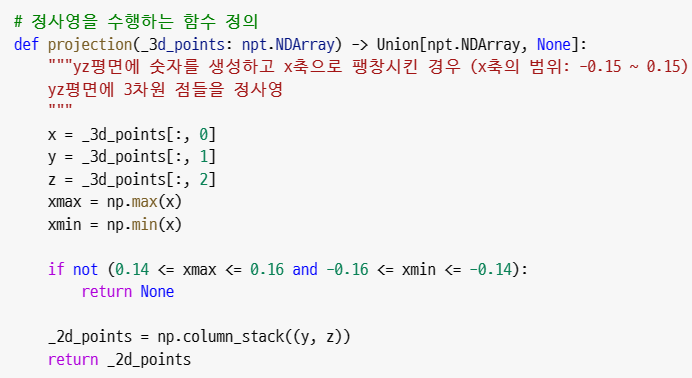 # 정사영을 수행하는 함수 정의
def projection(_3d_points: npt.NDArray) -> Union[npt.NDArray, None]:
    """yz평면에 숫자를 생성하고 x축으로 팽창시킨 경우 (x축의 범위: -0.15 ~ 0.15)
    yz평면에 3차원 점들을 정사영
    """
    x = _3d_points[:, 0]
    y = _3d_points[:, 1]
    z = _3d_points[:, 2]
    xmax = np.max(x)
    xmin = np.min(x)
    if not (0.14 <= xmax <= 0.16 and -0.16 <= xmin <= -0.14):
        return None
    _2d_points = np.column_stack((y, z))
    return _2d_points